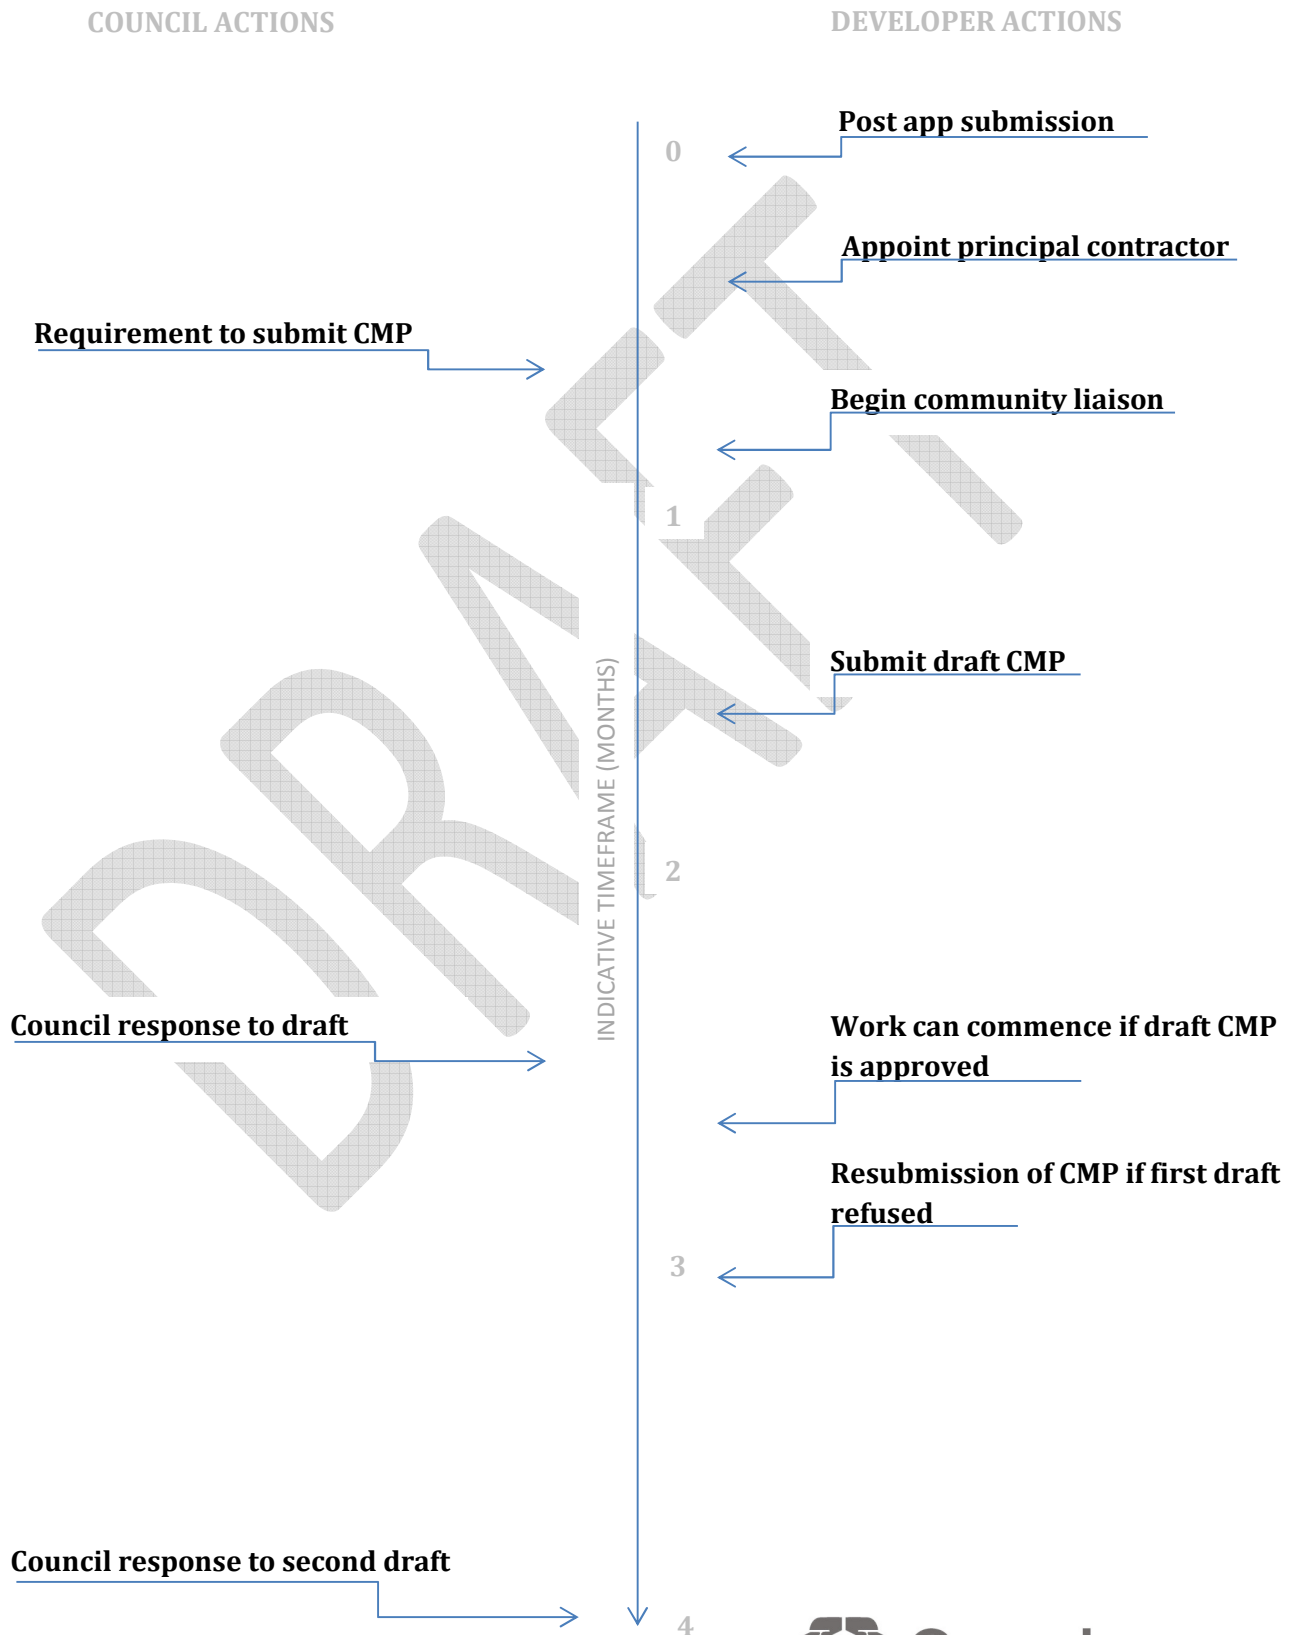 COUNCIL ACTIONS
DEVELOPER ACTIONS
Post app submission
0
Appoint principal contractor
Requirement to submit CMP
Begin community liaison
1
Submit draft CMP
INDICATIVE TIMEFRAME (MONTHS)
2
DRAFT
Council response to draft
Work can commence if draft CMP
is approved
Resubmission of CMP if first draft
refused
3
Council response to second draft
4